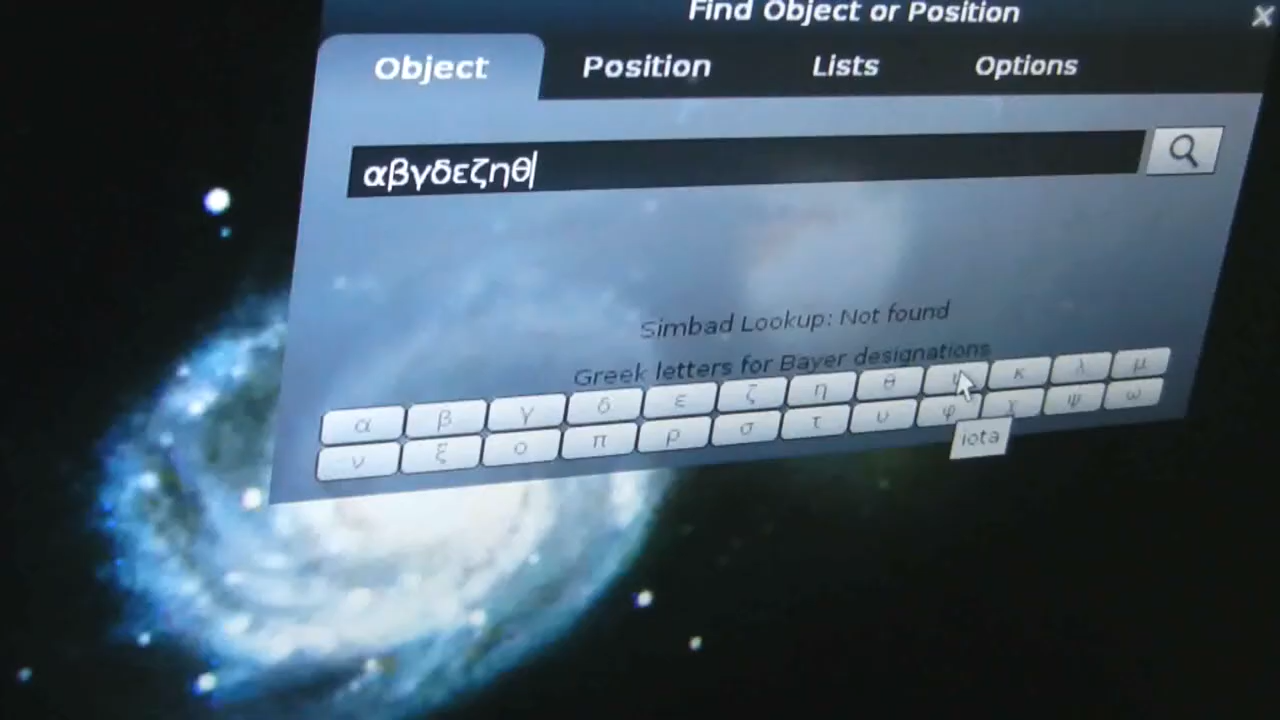 Find Object or Position
Object Position Lists Options
αβγδεζηθ
Simbad Lookup: Not found
Greek letters for Bayer designations
α β γ δ ε ζ η θ ι κ λ μ
ν ξ ο π ρ σ τ υ φ χ ψ ω
iota